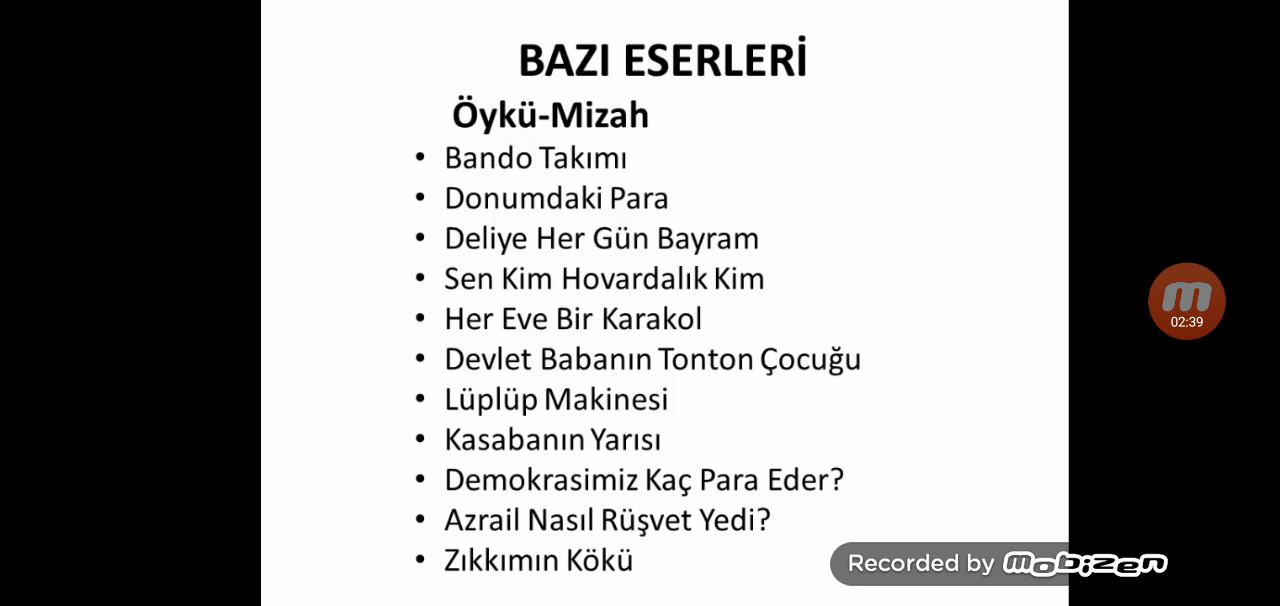 BAZI ESERLERİ
Öykü-Mizah
• Bando Takımı
• Donumdaki Para
• Deliye Her Gün Bayram
• Sen Kim Hovardalık Kim
• Her Eve Bir Karakol
• Devlet Babanın Tonton Çocuğu
• Lüplüp Makinesi
• Kasabanın Yarısı
• Demokrasimiz Kaç Para Eder?
• Azrail Nasıl Rüşvet Yedi?
• Zıkkımın Kökü
02:39
Recorded by mobizen